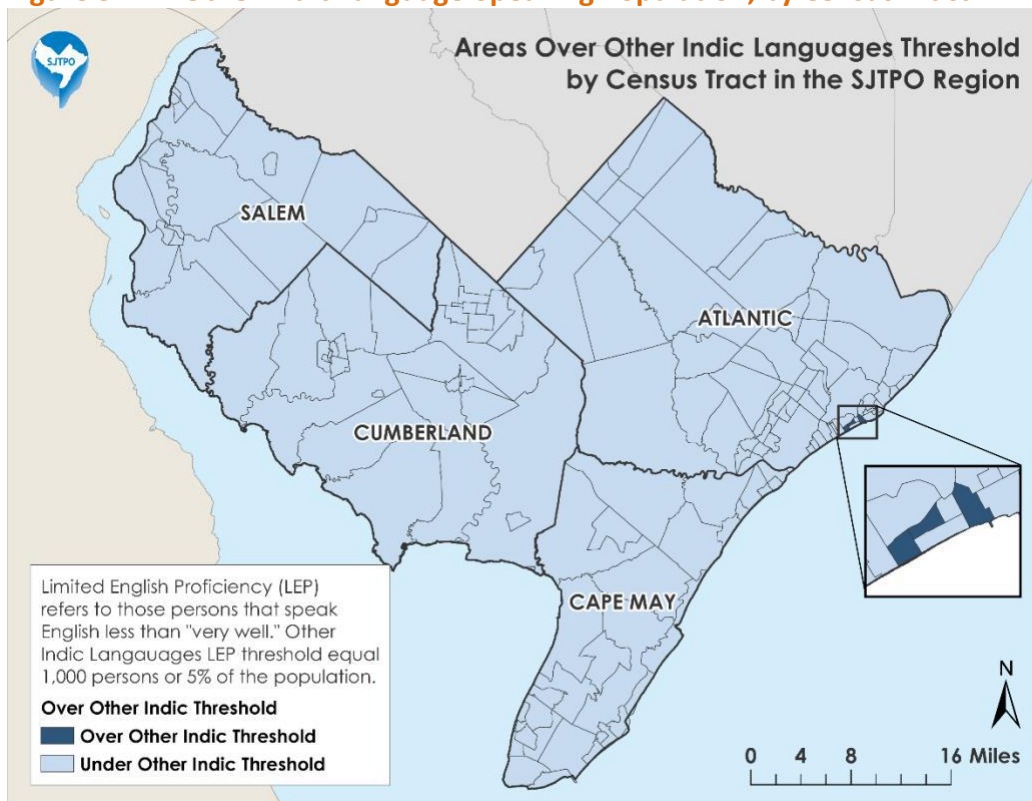 SJTPO
Areas Over Other Indic Languages Threshold
by Census Tract in the SJTPO Region
SALEM
ATLANTIC
CUMBERLAND
CAPE MAY
Limited English Proficiency (LEP)
refers to those persons that speak
English less than "very well." Other
Indic Langauages LEP threshold equal
1,000 persons or 5% of the population.
Over Other Indic Threshold
Over Other Indic Threshold
Under Other Indic Threshold
N
0 4 8 16 Miles